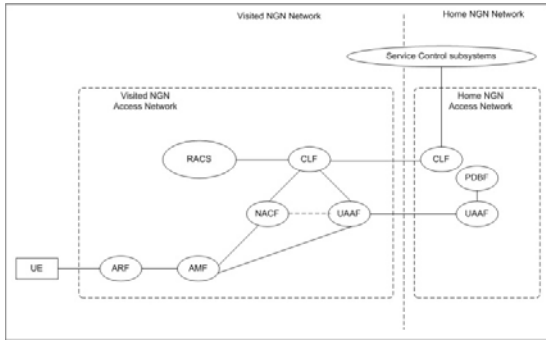 Visited NGN Network
Home NGN Network
Service Control subsystems
Visited NGN
Access Network
Home NGN
Access Network
RACS
CLF
CLF
PDBF
NACF
UAAF
UAAF
UE
ARF
AMF